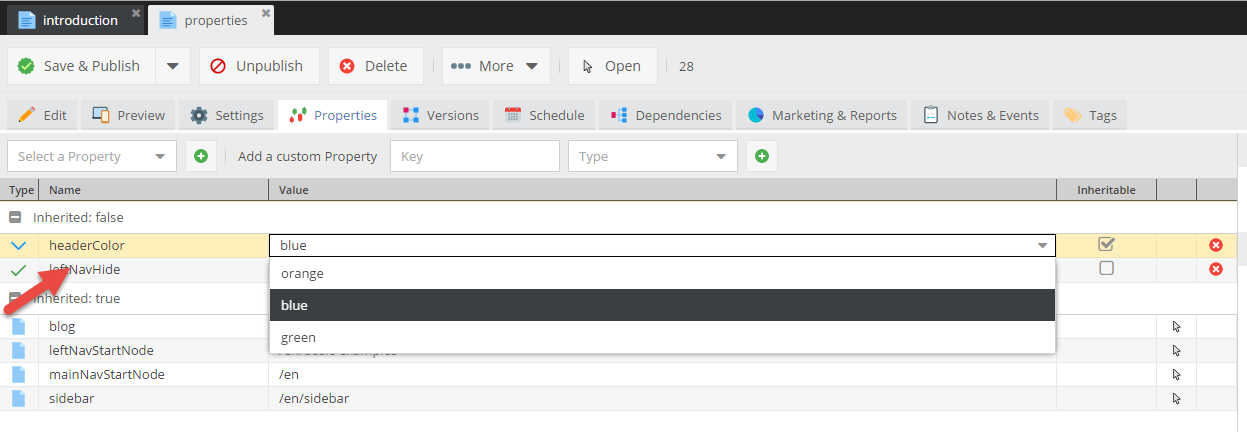 introduction properties
Save & Publish Unpublish Delete More Open 28
Edit Preview Settings Properties Versions Schedule Dependencies Marketing & Reports Notes & Events Tags
Select a Property Add a custom Property Key Type
Type Name Value Inheritable
Inherited: false
headerColor blue
leftNavHide
orange
Inherited: true
blue
blog
green
leftNavStartNode
mainNavStartNode /en
sidebar /en/sidebar